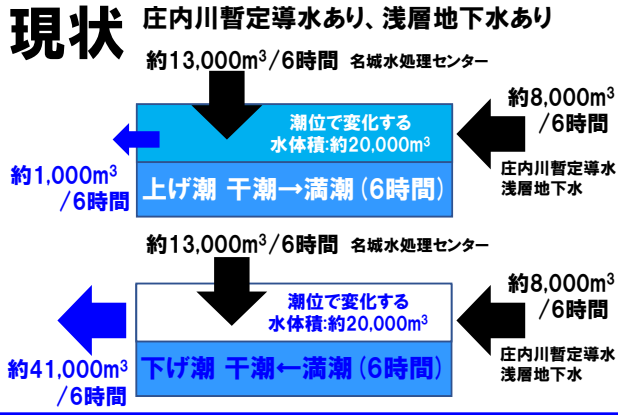 現状 庄内川暫定導水あり、浅層地下水あり
約13,000m³/6時間 名城水処理センター
約8,000m³
/6時間
潮位で変化する
水体積:約20,000m³
庄内川暫定導水
浅層地下水
約1,000m³
/6時間
上げ潮 干潮→満潮(6時間)
約13,000m³/6時間 名城水処理センター
約8,000m³
/6時間
潮位で変化する
水体積:約20,000m³
庄内川暫定導水
浅層地下水
約41,000m³
/6時間
下げ潮 干潮←満潮(6時間)